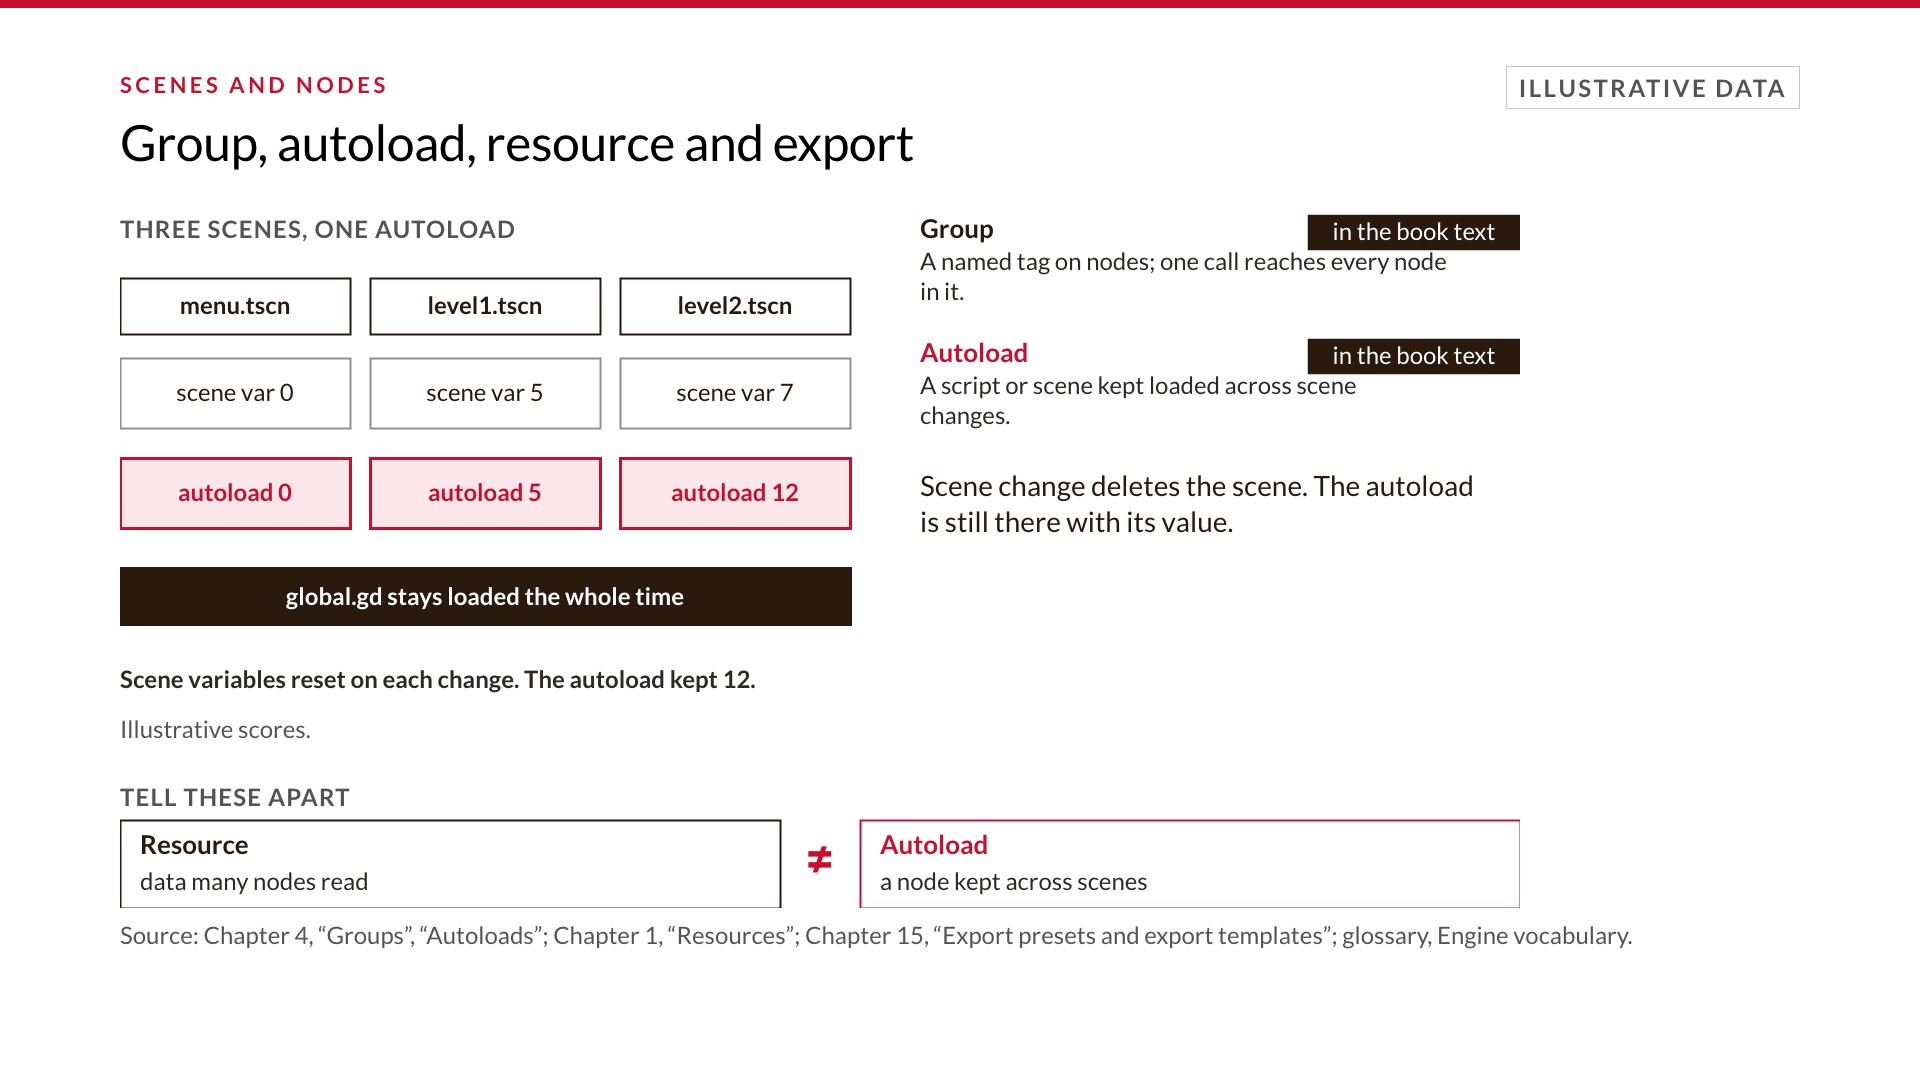 SCENES AND NODES
ILLUSTRATIVE DATA
Group, autoload, resource and export
THREE SCENES, ONE AUTOLOAD
menu.tscn
level1.tscn
level2.tscn
scene var 0
scene var 5
scene var 7
autoload 0
autoload 5
autoload 12
global.gd stays loaded the whole time
Scene variables reset on each change. The autoload kept 12.
Illustrative scores.
Group
in the book text
A named tag on nodes; one call reaches every node
in it.
Autoload
in the book text
A script or scene kept loaded across scene
changes.
Scene change deletes the scene. The autoload
is still there with its value.
TELL THESE APART
Resource
data many nodes read
≠
Autoload
a node kept across scenes
Source: Chapter 4, “Groups”, “Autoloads”; Chapter 1, “Resources”; Chapter 15, “Export presets and export templates”; glossary, Engine vocabulary.